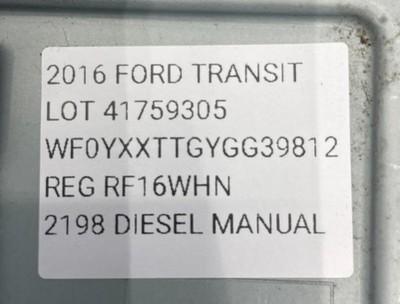 2016 FORD TRANSIT
LOT 41759305
WF0YXXTTGYGG39812
REG RF16WHN
2198 DIESEL MANUAL